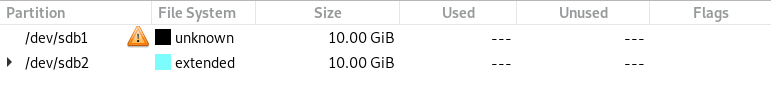 Partition File System Size Used Unused Flags
/dev/sdb1 unknown 10.00 GiB --- ---
/dev/sdb2 extended 10.00 GiB --- ---